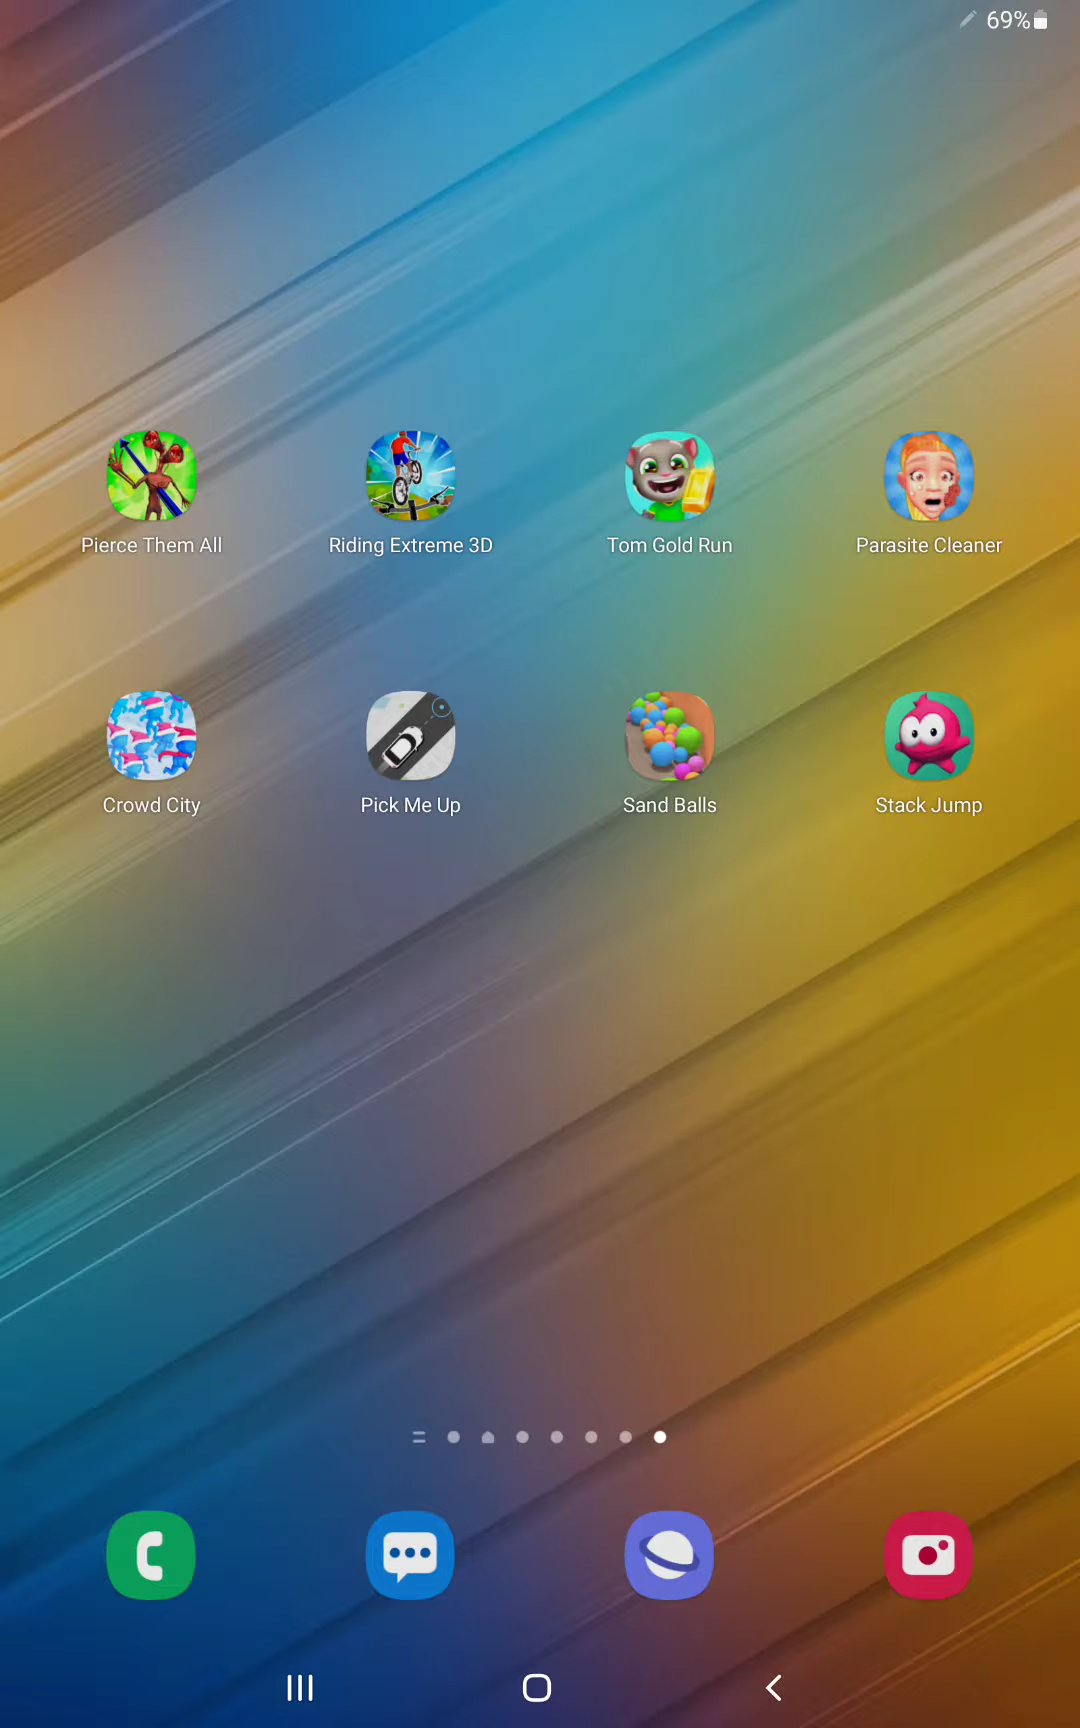 69%
Pierce Them All
Riding Extreme 3D
Tom Gold Run
Parasite Cleaner
Crowd City
Pick Me Up
Sand Balls
Stack Jump